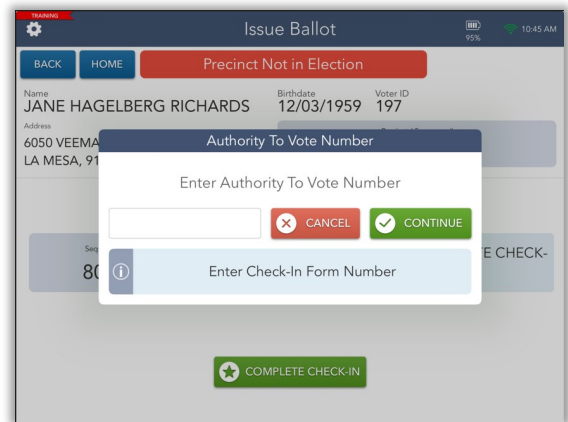 TRAINING
Issue Ballot
95%
10:45 AM
BACK
HOME
Precinct Not in Election
Name
Birthdate
Voter ID
JANE HAGELBERG RICHARDS
12/03/1959
197
Address
6050 VEEMA
LA MESA, 91
Authority To Vote Number
Enter Authority To Vote Number
CANCEL
CONTINUE
Enter Check-In Form Number
Seq
80
E CHECK-
COMPLETE CHECK-IN